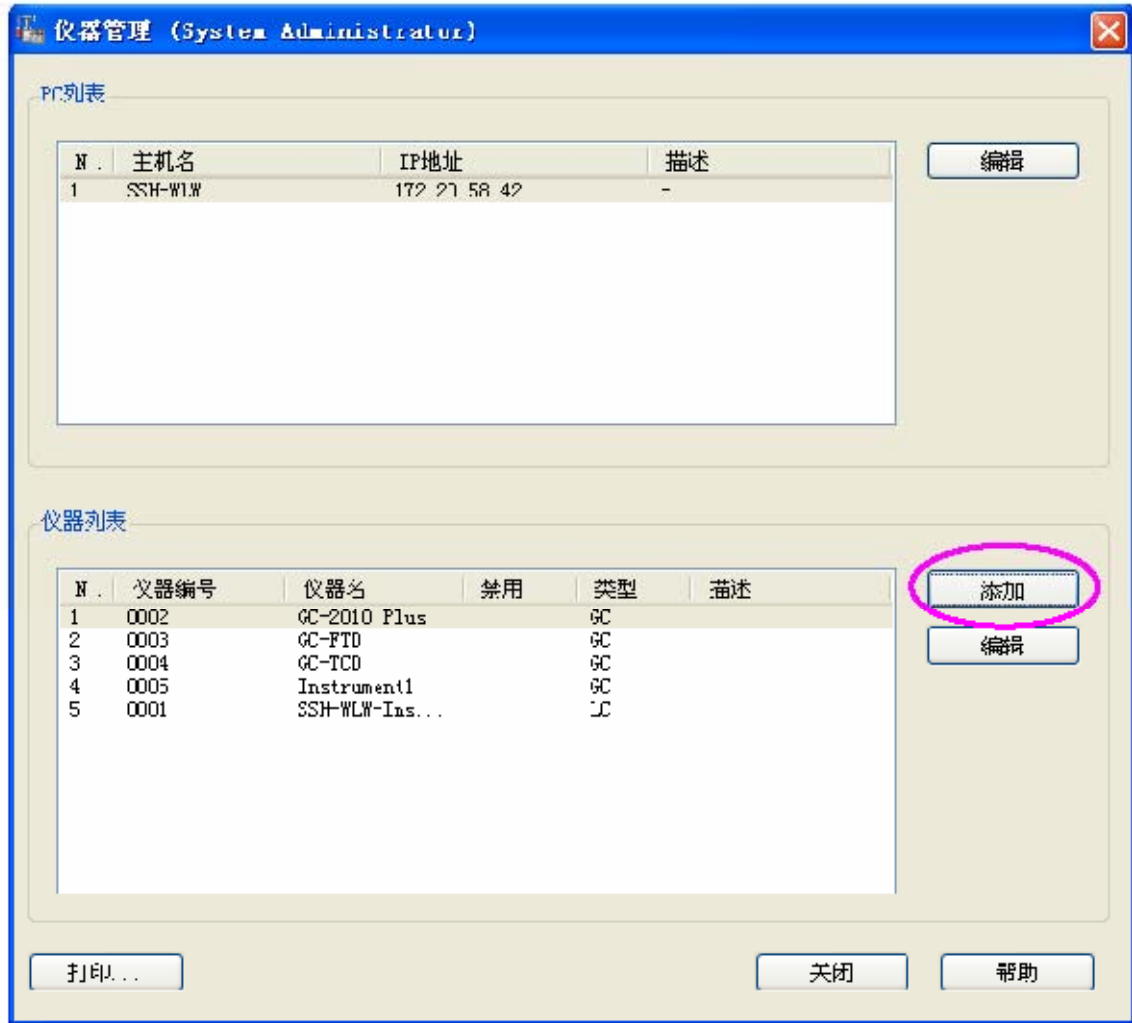 仪器管理 (System Administrator)
PC列表
N . 主机名 IP地址 描述
1 SSH-WLW 172 20 58 42 -
编辑
仪器列表
N . 仪器编号 仪器名 禁用 类型 描述
1 0002 GC-2010 Plus GC
2 0003 GC-FTD GC
3 0004 GC-TCD GC
4 0005 Instrument1 GC
5 0001 SSH-WLW-Ins... LC
添加
编辑
打印...
关闭
帮助